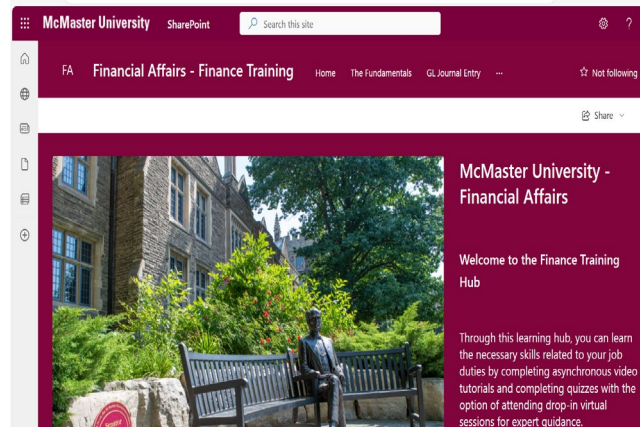 McMaster University SharePoint Search this site ?
FA Financial Affairs - Finance Training Home The Fundamentals GL Journal Entry ··· Not following
Share
McMaster University -
Financial Affairs
Welcome to the Finance Training
Hub
Through this learning hub, you can learn
the necessary skills related to your job
duties by completing asynchronous video
tutorials and completing quizzes with the
option of attending drop-in virtual
sessions for expert guidance.
Senator